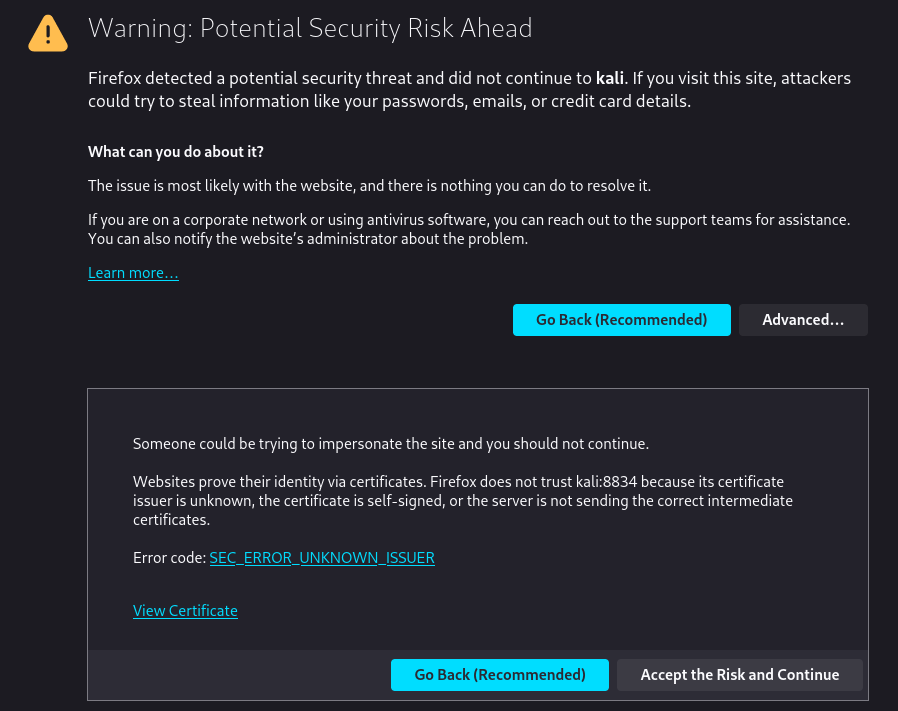 Warning: Potential Security Risk Ahead
Firefox detected a potential security threat and did not continue to kali. If you visit this site, attackers
could try to steal information like your passwords, emails, or credit card details.
What can you do about it?
The issue is most likely with the website, and there is nothing you can do to resolve it.
If you are on a corporate network or using antivirus software, you can reach out to the support teams for assistance.
You can also notify the website’s administrator about the problem.
Learn more…
Go Back (Recommended)
Advanced…
Someone could be trying to impersonate the site and you should not continue.
Websites prove their identity via certificates. Firefox does not trust kali:8834 because its certificate
issuer is unknown, the certificate is self-signed, or the server is not sending the correct intermediate
certificates.
Error code: SEC_ERROR_UNKNOWN_ISSUER
View Certificate
Go Back (Recommended)
Accept the Risk and Continue